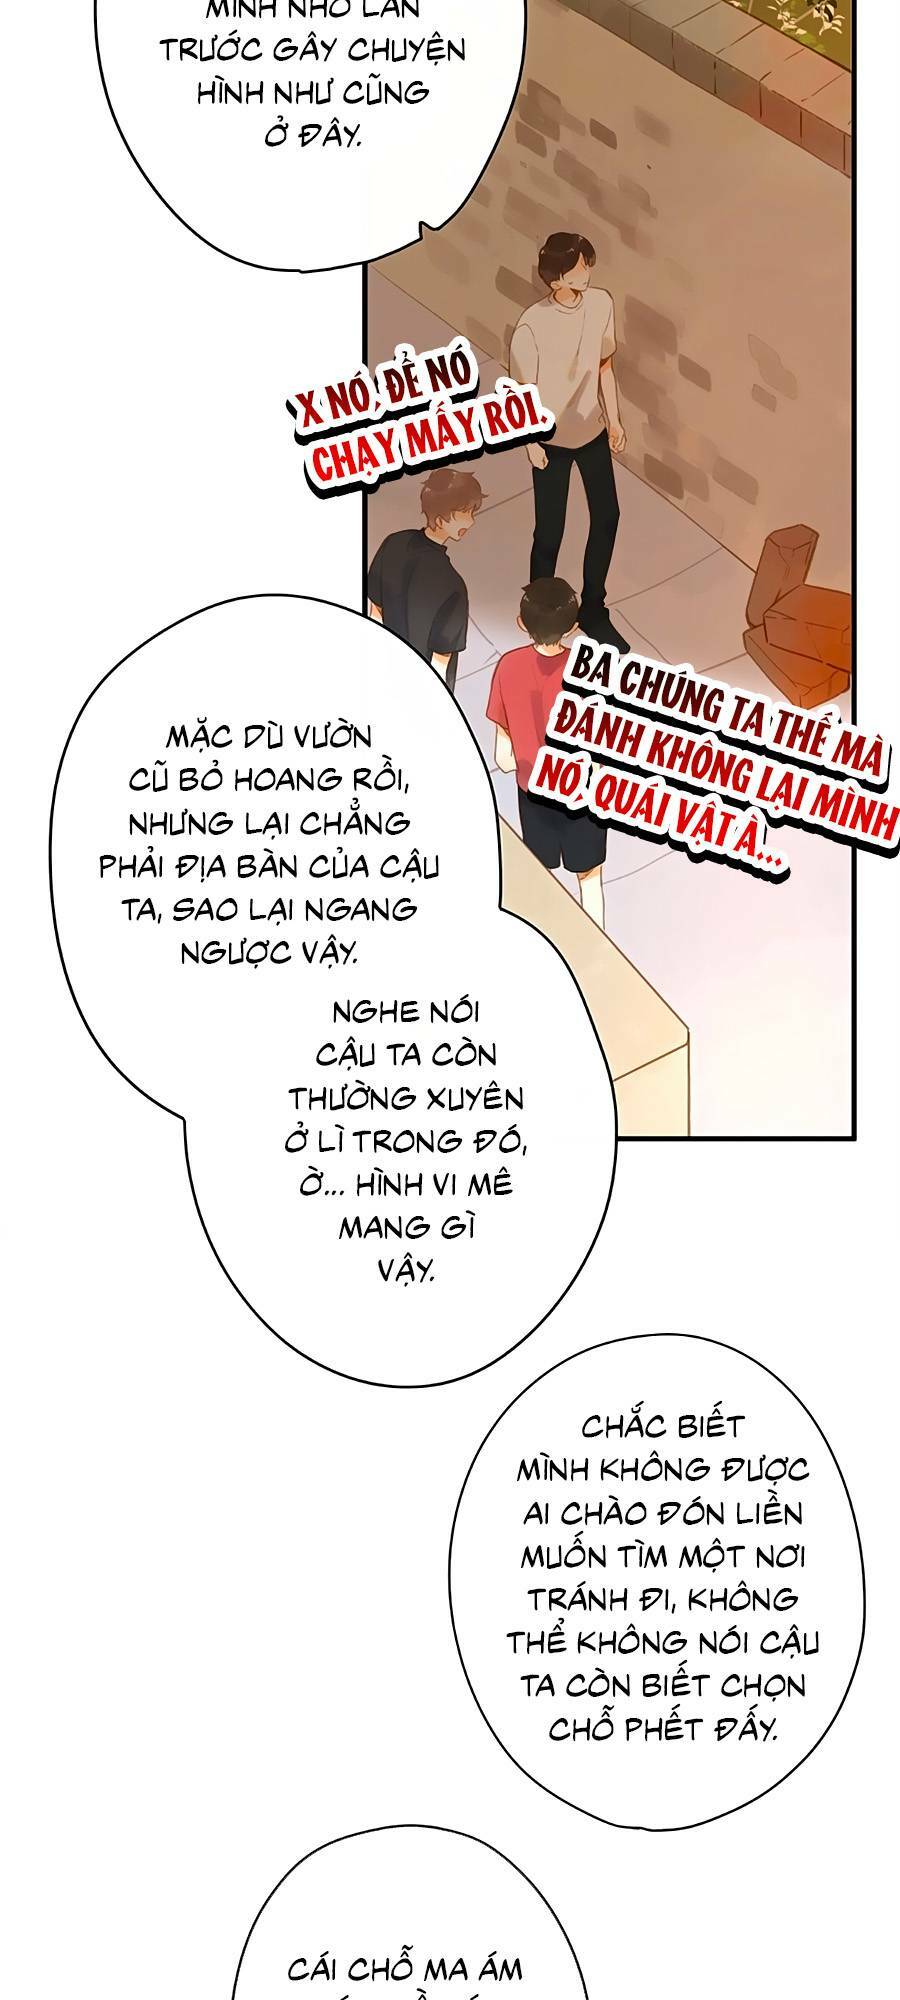 MÌNH NHỚ LẦN
TRƯỚC GÂY CHUYỆN
HÌNH NHƯ CŨNG
Ở ĐÂY.
X NÓ, ĐỂ NÓ
CHẠY MẤY RỒI.
BA CHÚNG TA THẾ MÀ
ĐÁNH KHÔNG LẠI MÌNH
NÓ, QUÁI VẬT À...
MẶC DÙ VƯỜN
CŨ BỎ HOANG RỒI,
NHƯNG LẠI CHẲNG
PHẢI ĐỊA BÀN CỦA CẬU
TA, SAO LẠI NGANG
NGƯỢC VẬY.
NGHE NÓI
CẬU TA CÒN
THƯỜNG XUYÊN
Ở LÌ TRONG ĐÓ,
Ờ... HÌNH VI MÊ
MANG GÌ
VẬY.
CHẮC BIẾT
MÌNH KHÔNG ĐƯỢC
AI CHÀO ĐÓN LIỀN
MUỐN TÌM MỘT NƠI
TRÁNH ĐI, KHÔNG
THỂ KHÔNG NÓI CẬU
TA CÒN BIẾT CHỌN
CHỖ PHẾT ĐẤY.
CÁI CHỖ MA ÁM